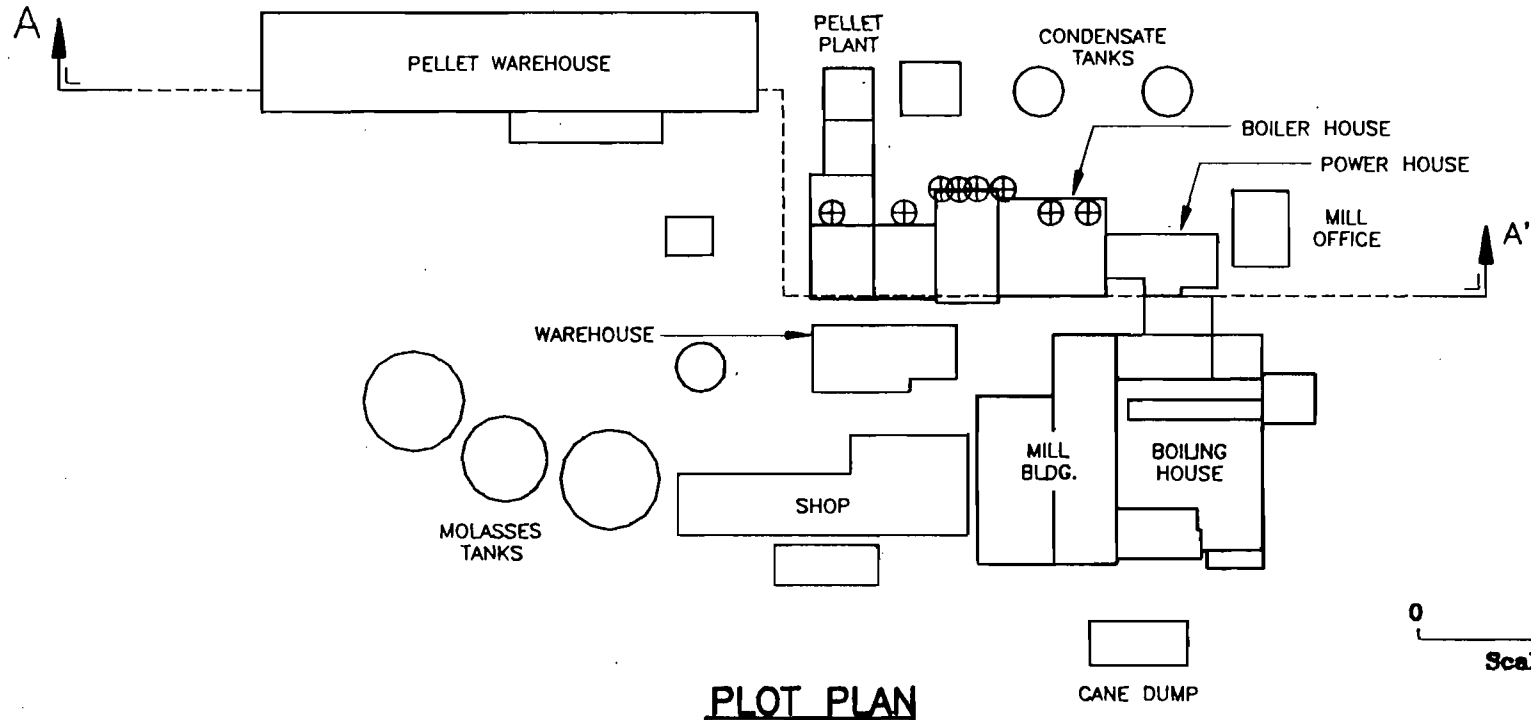 A
PELLET WAREHOUSE
PELLET
PLANT
CONDENSATE
TANKS
BOILER HOUSE
POWER HOUSE
MILL
OFFICE
A'
WAREHOUSE
MOLASSES
TANKS
SHOP
MILL
BLDG.
BOILING
HOUSE
0
CANE DUMP
PLOT PLAN